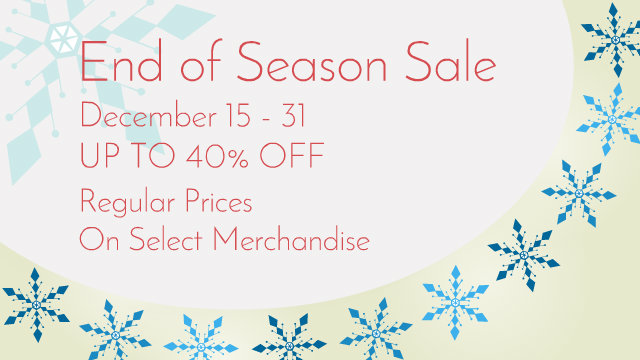 End of Season Sale
December 15 - 31
UP TO 40% OFF
Regular Prices
On Select Merchandise